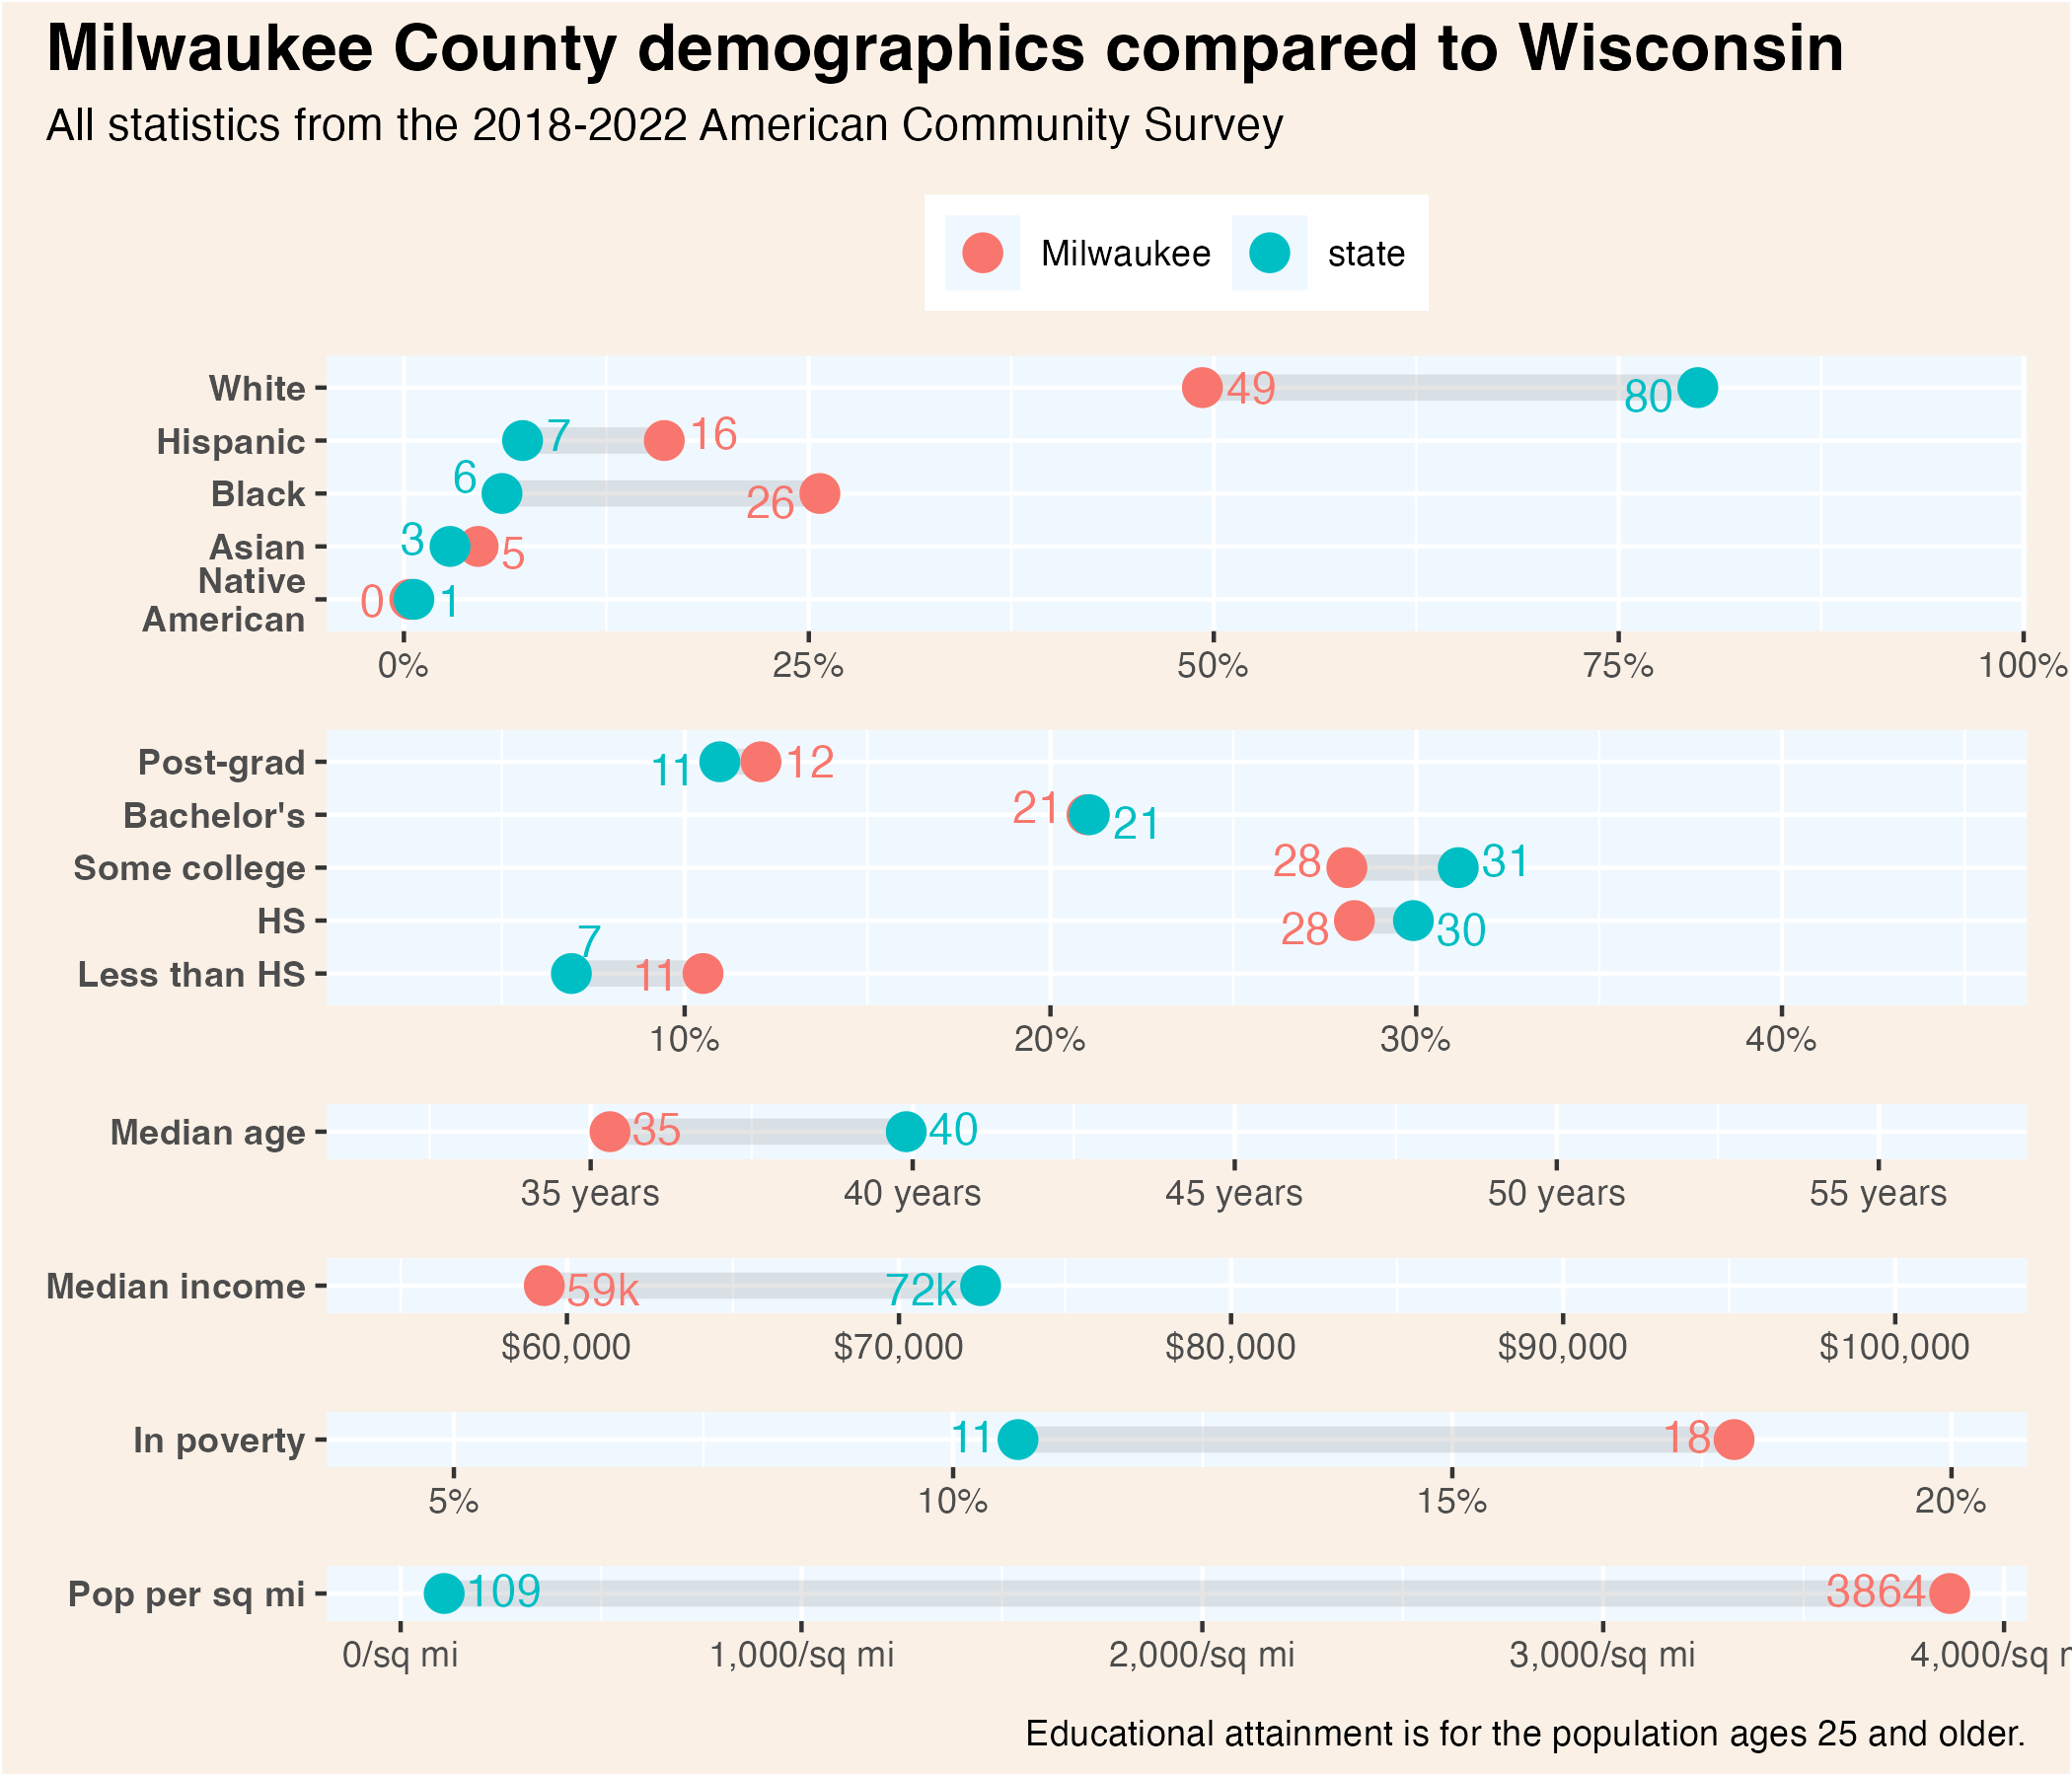 Milwaukee County demographics compared to Wisconsin
All statistics from the 2018-2022 American Community Survey
Milwaukee state
White 49 80
Hispanic 7 16
Black 6 26
Asian 3 5
Native
American 0 1
0% 25% 50% 75% 100%
Post-grad 11 12
Bachelor's 21 21
Some college 28 31
HS 28 30
Less than HS 7 11
10% 20% 30% 40%
Median age 35 40
35 years 40 years 45 years 50 years 55 years
Median income 59k 72k
$60,000 $70,000 $80,000 $90,000 $100,000
In poverty 11 18
5% 10% 15% 20%
Pop per sq mi 109 3864
0/sq mi 1,000/sq mi 2,000/sq mi 3,000/sq mi 4,000/sq
Educational attainment is for the population ages 25 and older.